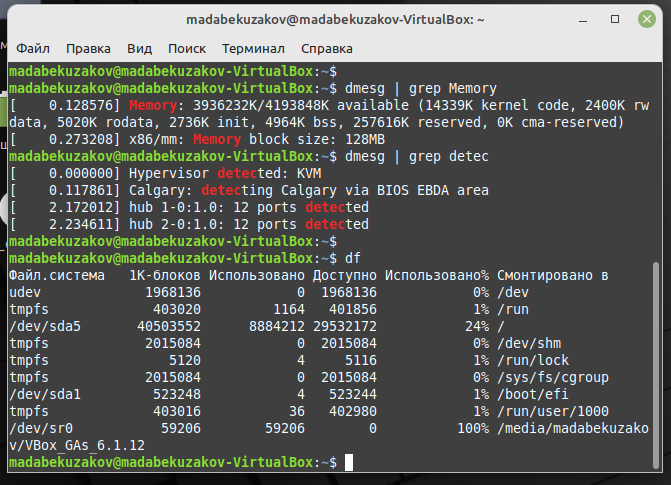 madabekuzakov@madabekuzakov-VirtualBox: ~
Файл Правка Вид Поиск Терминал Справка
madabekuzakov@madabekuzakov-VirtualBox:~$
madabekuzakov@madabekuzakov-VirtualBox:~$ dmesg | grep Memory
[    0.128576] Memory: 3936232K/4193848K available (14339K kernel code, 2400K rw
data, 5020K rodata, 2736K init, 4964K bss, 257616K reserved, 0K cma-reserved)
[    0.273208] x86/mm: Memory block size: 128MB
madabekuzakov@madabekuzakov-VirtualBox:~$ dmesg | grep detec
[    0.000000] Hypervisor detected: KVM
[    0.117861] Calgary: detecting Calgary via BIOS EBDA area
[    2.172012] hub 1-0:1.0: 12 ports detected
[    2.234611] hub 2-0:1.0: 12 ports detected
madabekuzakov@madabekuzakov-VirtualBox:~$
madabekuzakov@madabekuzakov-VirtualBox:~$ df
Файл.система   1K-блоков Использовано Доступно Использовано% Смонтировано в
udev             1968136            0  1968136            0% /dev
tmpfs             403020         1164   401856            1% /run
/dev/sda5       40503552      8884212 29532172           24% /
tmpfs            2015084            0  2015084            0% /dev/shm
tmpfs               5120            4     5116            1% /run/lock
tmpfs            2015084            0  2015084            0% /sys/fs/cgroup
/dev/sda1         523248            4   523244            1% /boot/efi
tmpfs             403016           36   402980            1% /run/user/1000
/dev/sr0           59206        59206        0          100% /media/madabekuzako
v/VBox_GAs_6.1.12
madabekuzakov@madabekuzakov-VirtualBox:~$